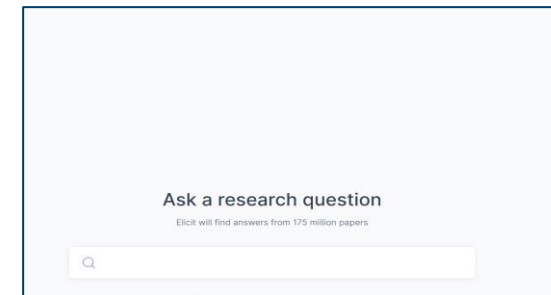 Ask a research question
Elicit will find answers from 175 million papers